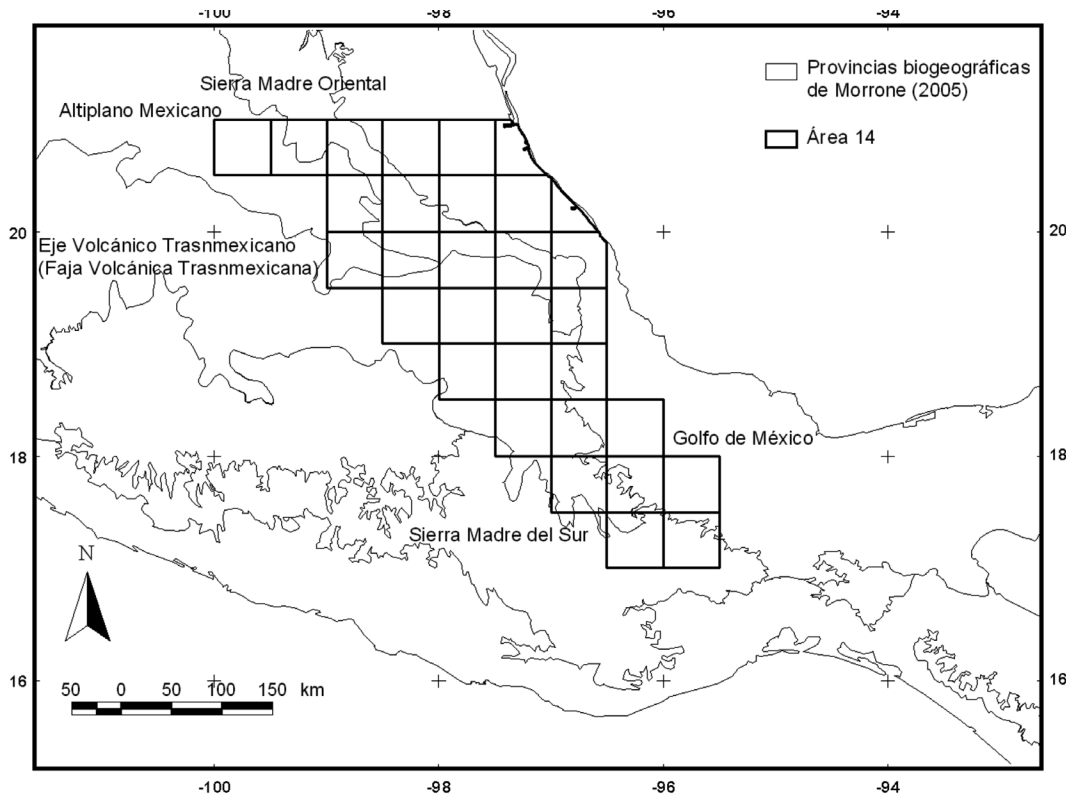 -100 -98 -96 -94
Provincias biogeográficas
de Morrone (2005)
Sierra Madre Oriental
Altiplano Mexicano
Área 14
20 20
Eje Volcánico Trasnmexicano
(Faja Volcánica Trasnmexicana)
Golfo de México
18 18
Sierra Madre del Sur
N
16 16
50 0 50 100 150 km
-100 -98 -96 -94